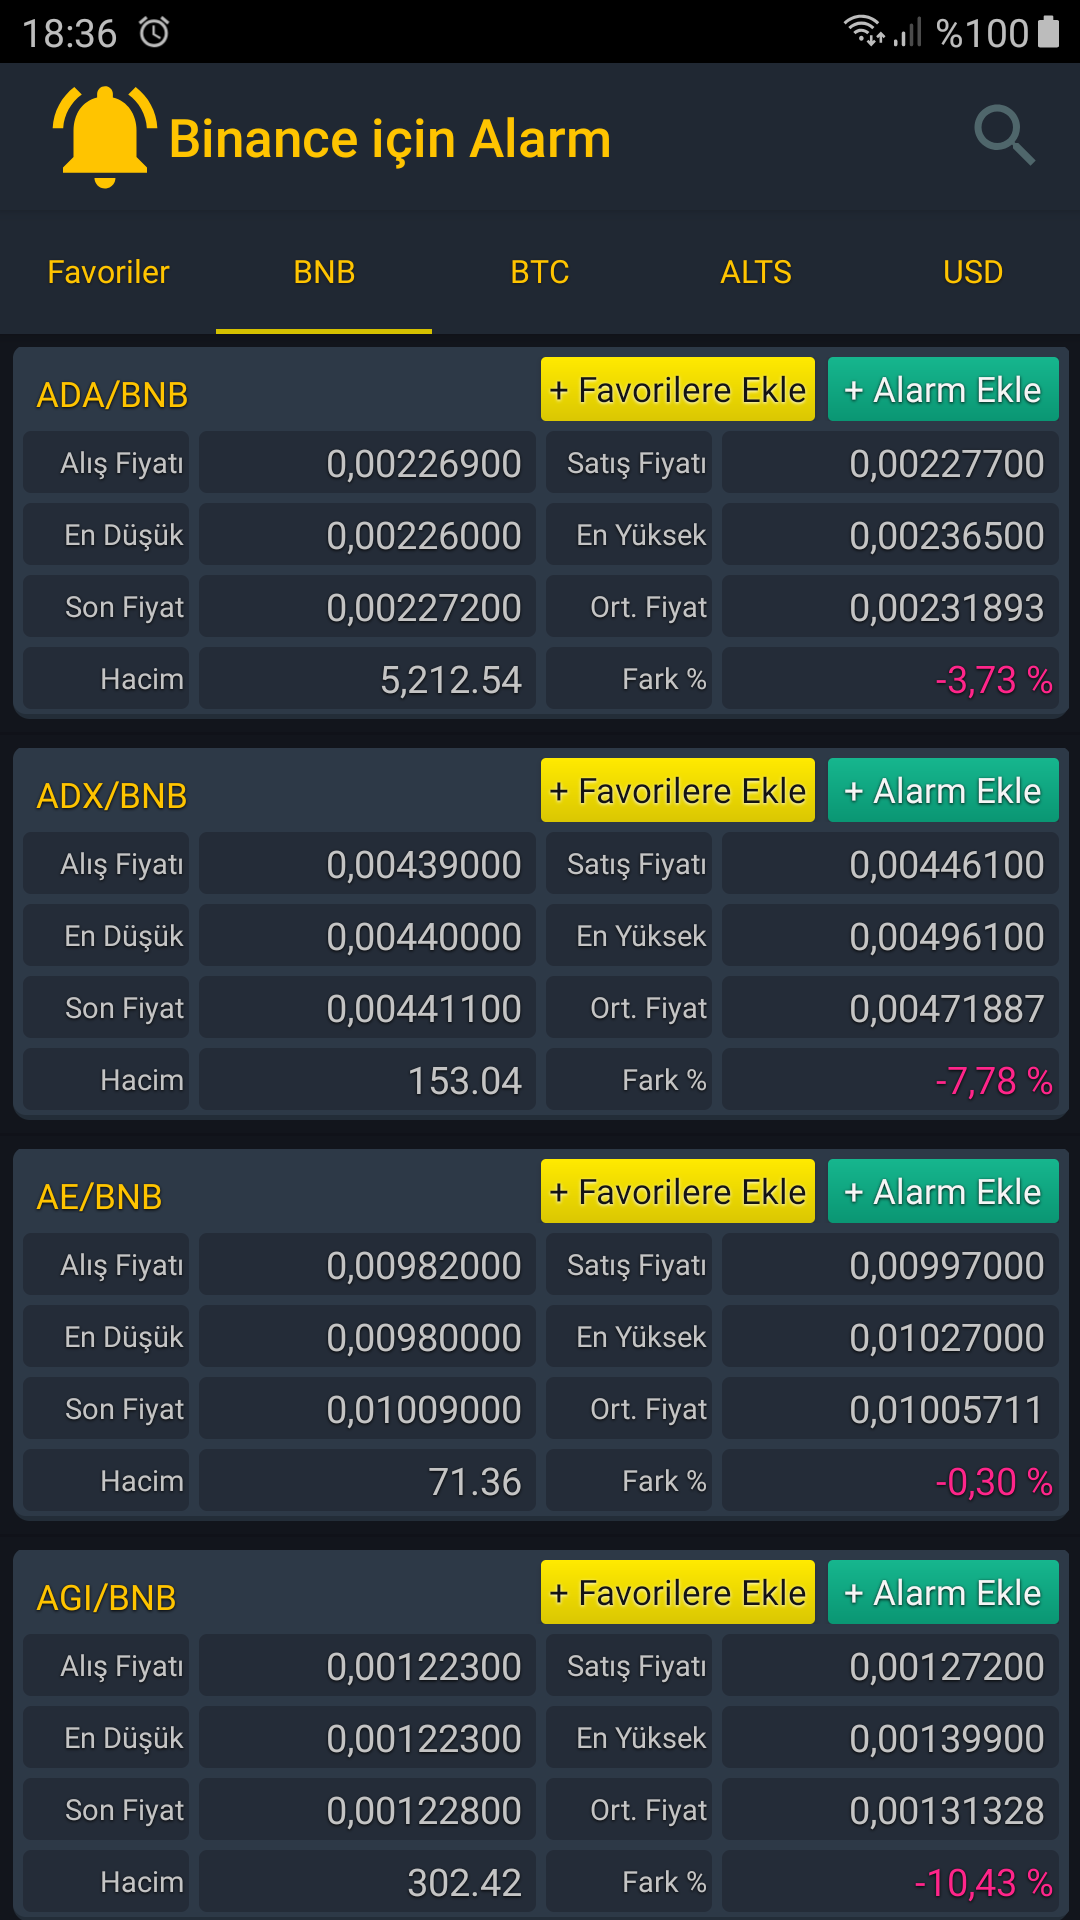 18:36 %100
Binance için Alarm
Favoriler BNB BTC ALTS USD
ADA/BNB + Favorilere Ekle + Alarm Ekle
Alış Fiyatı 0,00226900 Satış Fiyatı 0,00227700
En Düşük 0,00226000 En Yüksek 0,00236500
Son Fiyat 0,00227200 Ort. Fiyat 0,00231893
Hacim 5,212.54 Fark % -3,73 %
ADX/BNB + Favorilere Ekle + Alarm Ekle
Alış Fiyatı 0,00439000 Satış Fiyatı 0,00446100
En Düşük 0,00440000 En Yüksek 0,00496100
Son Fiyat 0,00441100 Ort. Fiyat 0,00471887
Hacim 153.04 Fark % -7,78 %
AE/BNB + Favorilere Ekle + Alarm Ekle
Alış Fiyatı 0,00982000 Satış Fiyatı 0,00997000
En Düşük 0,00980000 En Yüksek 0,01027000
Son Fiyat 0,01009000 Ort. Fiyat 0,01005711
Hacim 71.36 Fark % -0,30 %
AGI/BNB + Favorilere Ekle + Alarm Ekle
Alış Fiyatı 0,00122300 Satış Fiyatı 0,00127200
En Düşük 0,00122300 En Yüksek 0,00139900
Son Fiyat 0,00122800 Ort. Fiyat 0,00131328
Hacim 302.42 Fark % -10,43 %